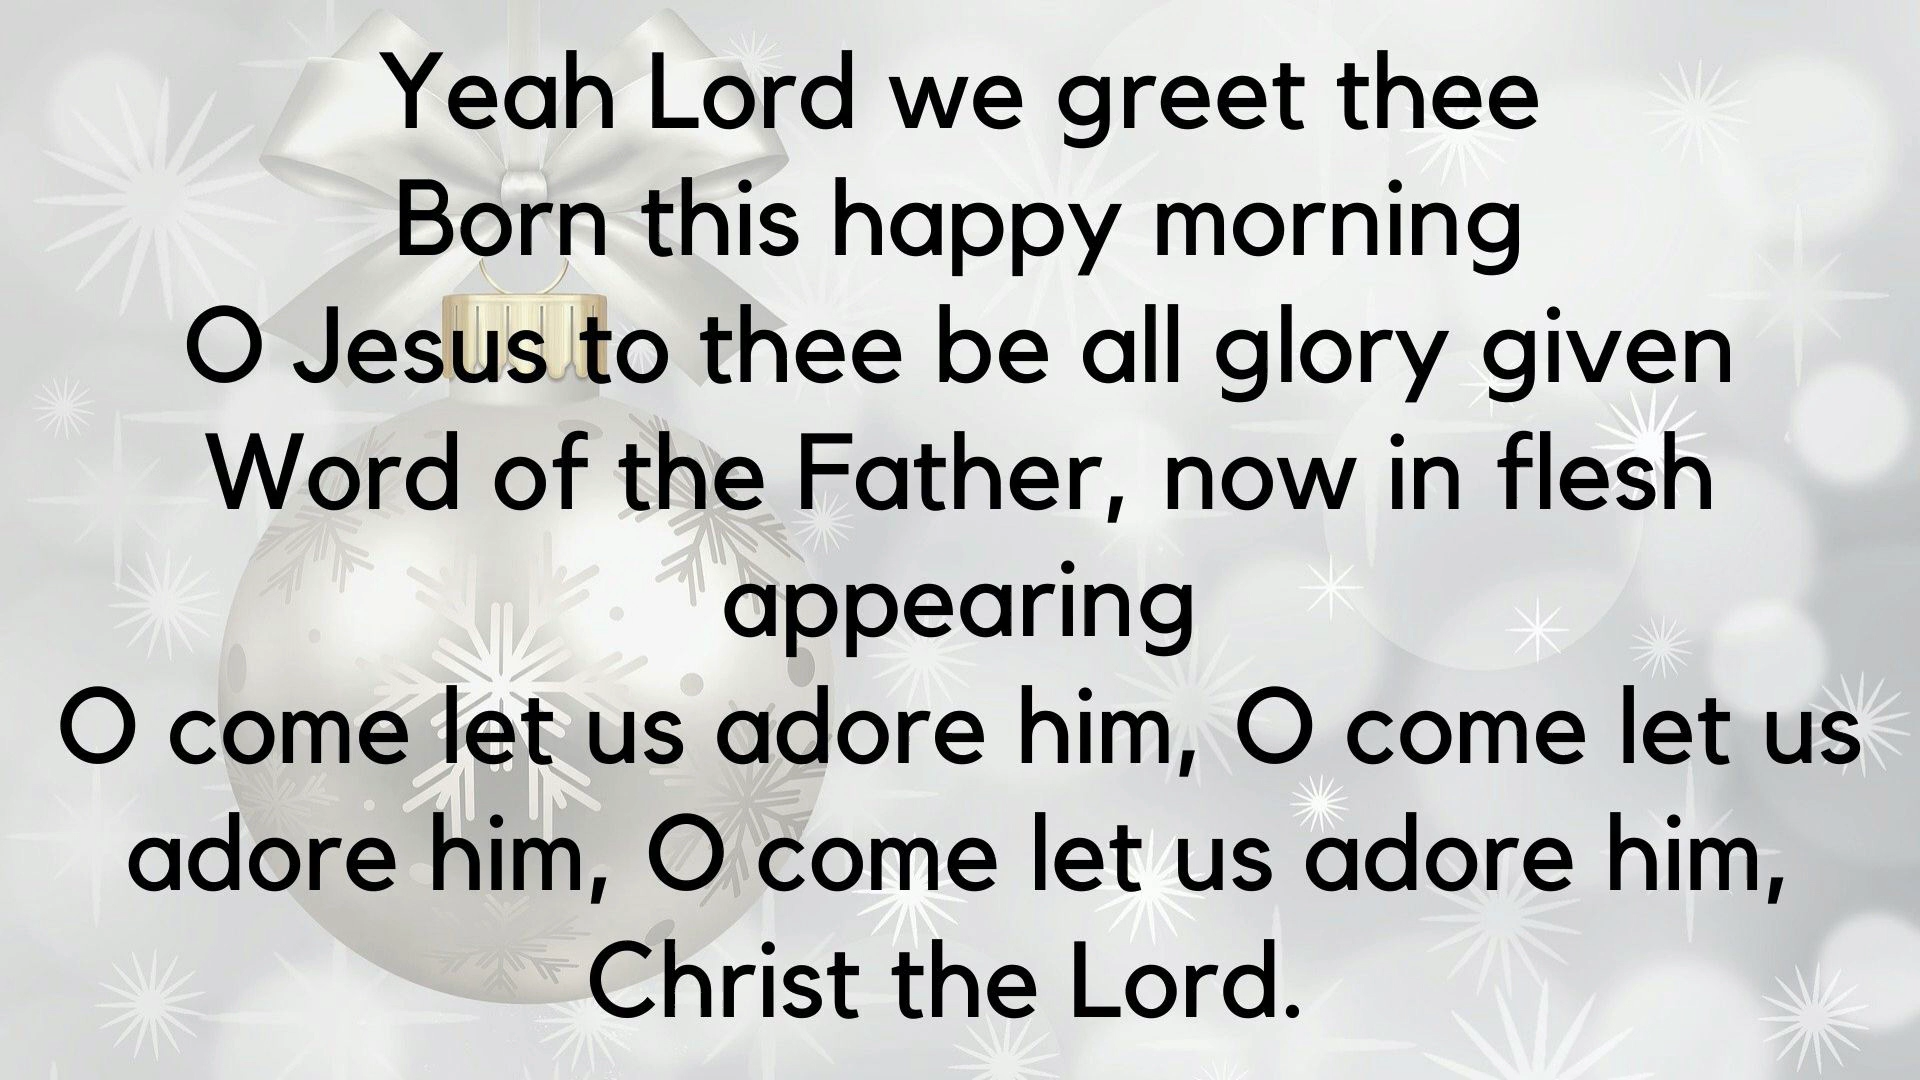 Yeah Lord we greet thee
Born this happy morning
O Jesus to thee be all glory given
Word of the Father, now in flesh
appearing
O come let us adore him, O come let us
adore him, O come let us adore him,
Christ the Lord.